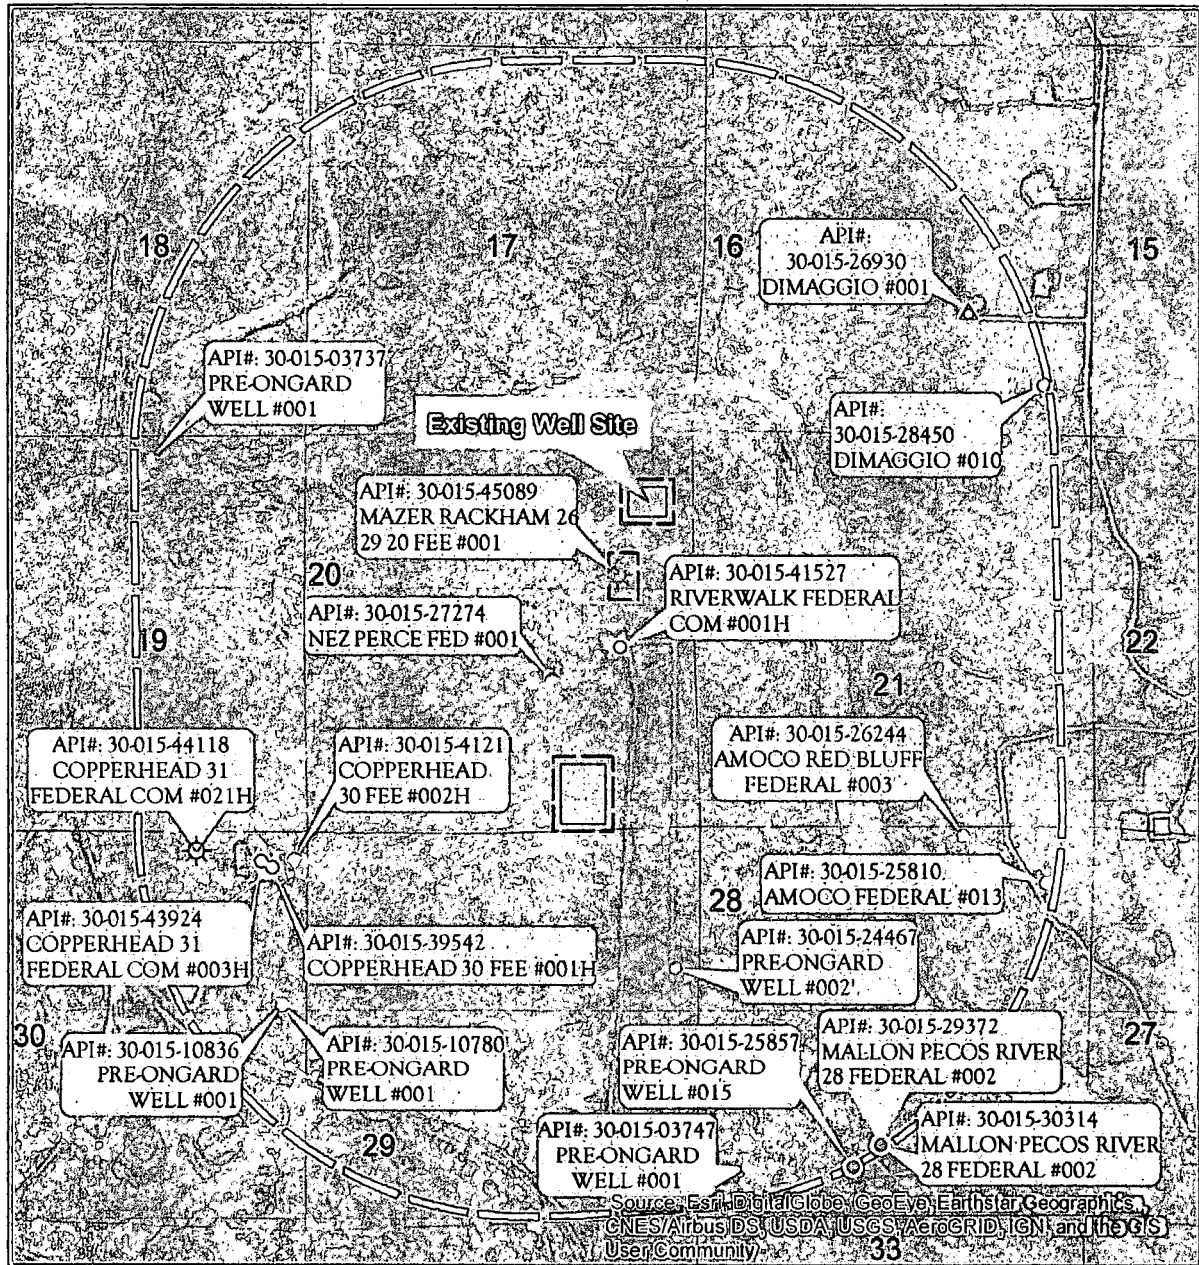 18
17
16
15
API#:
30-015-26930
DIMAGGIO #001
API#: 30-015-03737
PRE-ONGARD
WELL #001
Existing Well Site
API#:
30-015-28450
DIMAGGIO #010
API#: 30-015-45089
MAZER RACKHAM 26
29 20 FEE #001
20
API#: 30-015-41527
RIVERWALK FEDERAL
COM #001H
API#: 30-015-27274
NEZ PERCE FED #001
19
22
21
API#: 30-015-44118
COPPERHEAD 31
FEDERAL COM #021H
API#: 30-015-41211
COPPERHEAD
30 FEE #002H
API#: 30-015-26244
AMOCO RED BLUFF
FEDERAL #003
API#: 30-015-25810
AMOCO FEDERAL #013
28
API#: 30-015-43924
COPPERHEAD 31
FEDERAL COM #003H
API#: 30-015-39542
COPPERHEAD 30 FEE #001H
API#: 30-015-24467
PRE-ONGARD
WELL #002
30
API#: 30-015-10836
PRE-ONGARD
WELL #001
API#: 30-015-10780
PRE-ONGARD
WELL #001
API#: 30-015-25857
PRE-ONGARD
WELL #015
API#: 30-015-29372
MALLON PECOS RIVER
28 FEDERAL #002
27
29
API#: 30-015-03747
PRE-ONGARD
WELL #001
API#: 30-015-30314
MALLON PECOS RIVER
28 FEDERAL #002
Source: Esri, DigitalGlobe, GeoEye, Earthstar Geographics,
CNES/Airbus DS, USDA, USGS, AeroGRID, IGN, and the GIS
User Community
33